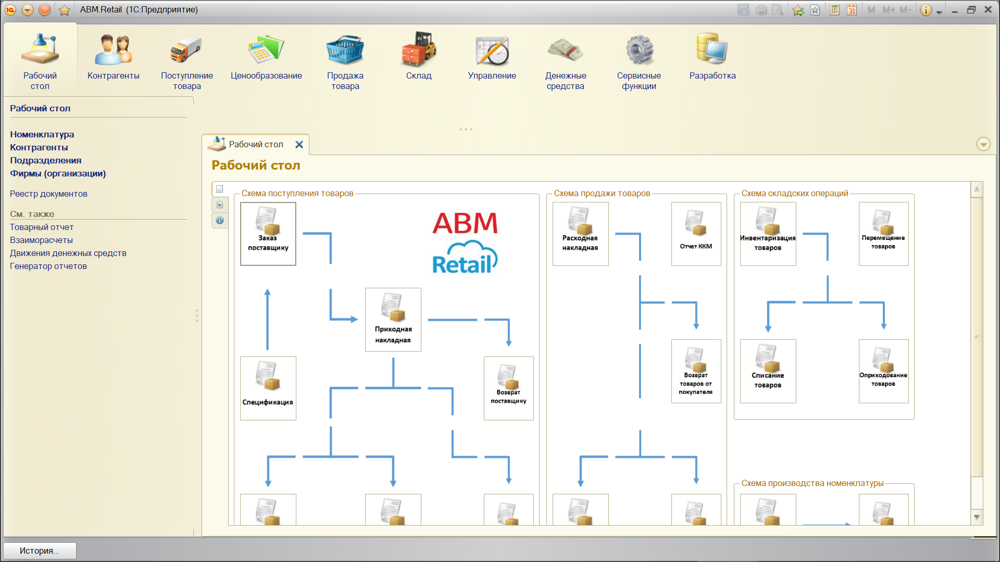 ABM.Retail (1С:Предприятие)
M M+ M-
31
Рабочий стол
Контрагенты
Поступление товара
Ценообразование
Продажа товара
Склад
Управление
Денежные средства
Сервисные функции
Разработка
Рабочий стол
Номенклатура
Контрагенты
Подразделения
Фирмы (организации)
Реестр документов
См. также
Товарный отчет
Взаиморасчеты
Движения денежных средств
Генератор отчетов
Рабочий стол
Рабочий стол
Схема поступления товаров
Заказ
поставщику
ABM
Retail
Приходная
накладная
Спецификация
Возврат
поставщику
Схема продажи товаров
Расходная
накладная
Отчет ККМ
Возврат
товаров от
покупателя
Схема складских операций
Инвентаризация
товаров
Перемещение
товаров
Списание
товаров
Оприходование
товаров
Схема производства номенклатуры
История...